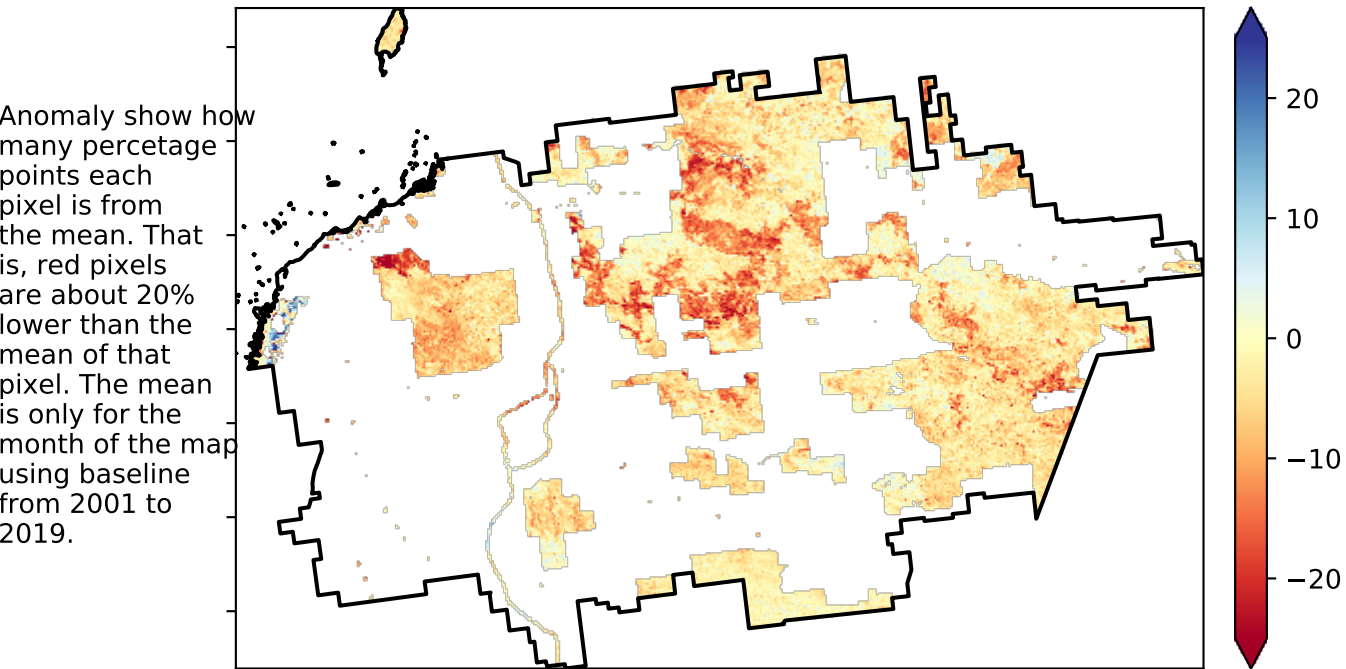 Anomaly show how
many percetage
points each
pixel is from
the mean. That
is, red pixels
are about 20%
lower than the
mean of that
pixel. The mean
is only for the
month of the map
using baseline
from 2001 to
2019.
20
10
0
−10
−20